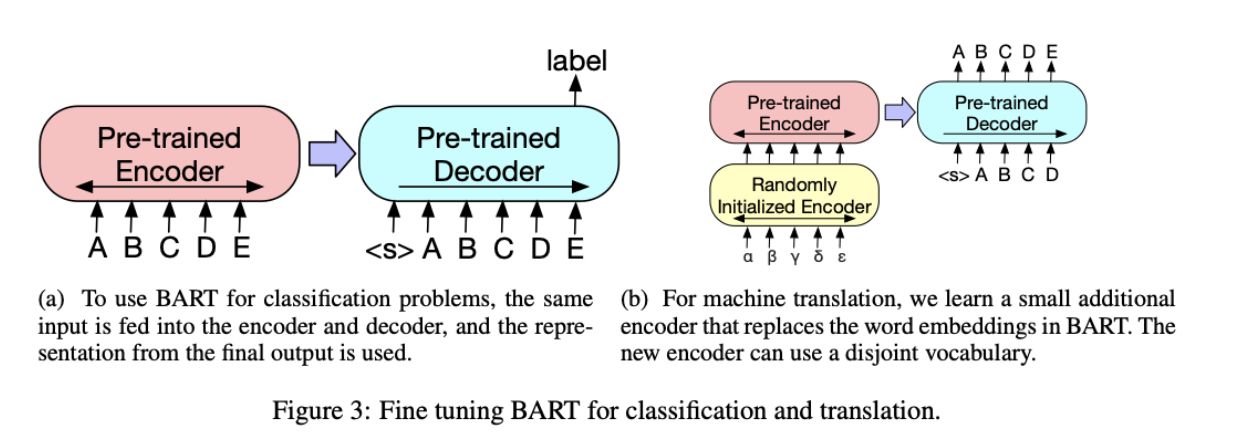 label
Pre-trained
Encoder
Pre-trained
Decoder
A B C D E
<s> A B C D E
(a) To use BART for classification problems, the same
input is fed into the encoder and decoder, and the repre-
sentation from the final output is used.
A B C D E
Pre-trained
Encoder
Pre-trained
Decoder
<s> A B C D
Randomly
Initialized Encoder
α β γ δ ε
(b) For machine translation, we learn a small additional
encoder that replaces the word embeddings in BART. The
new encoder can use a disjoint vocabulary.
Figure 3: Fine tuning BART for classification and translation.